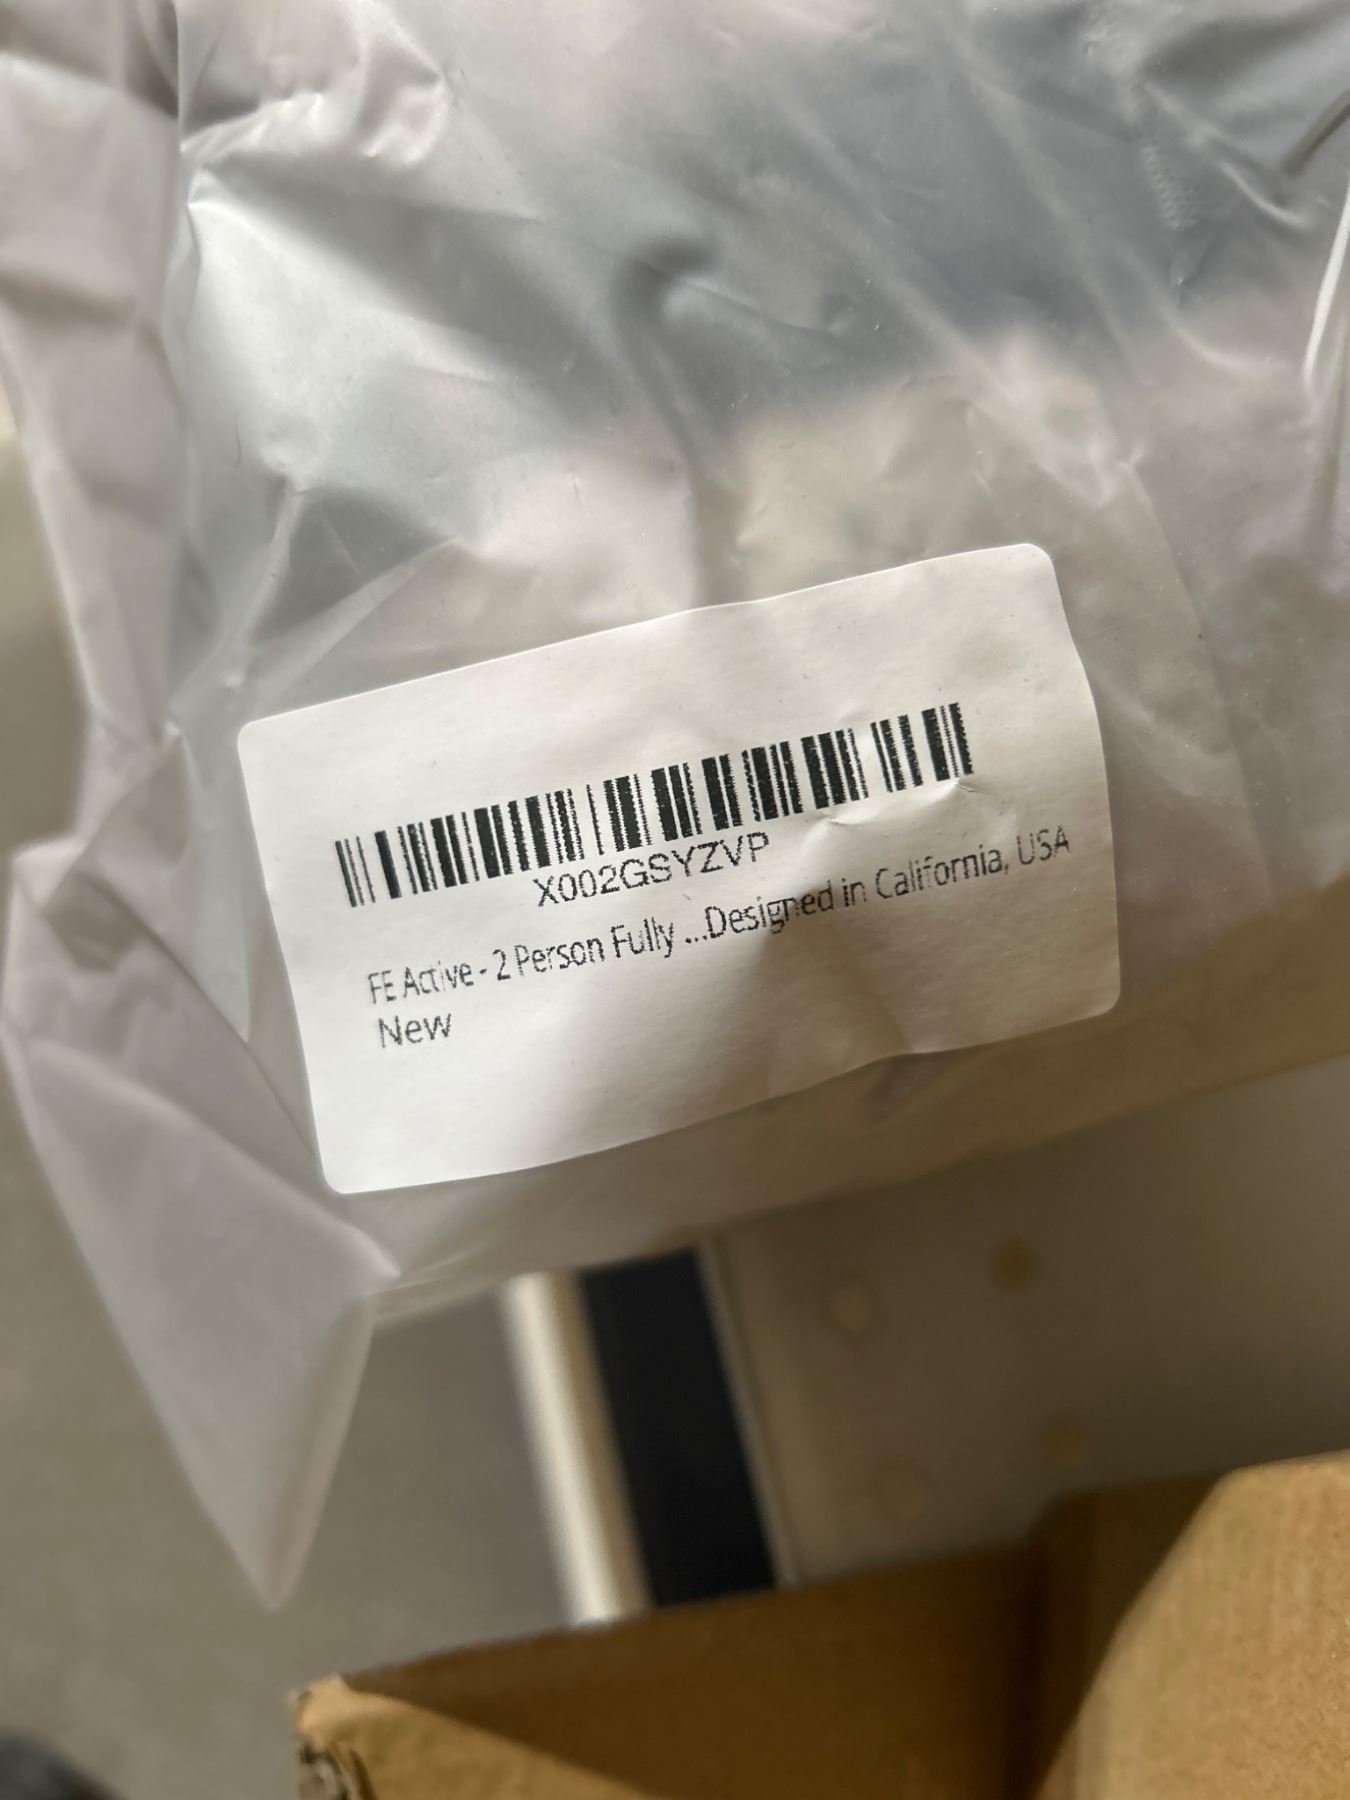 X002GSYZVP
FE Active - 2 Person Fully ...Designed in California, USA
New